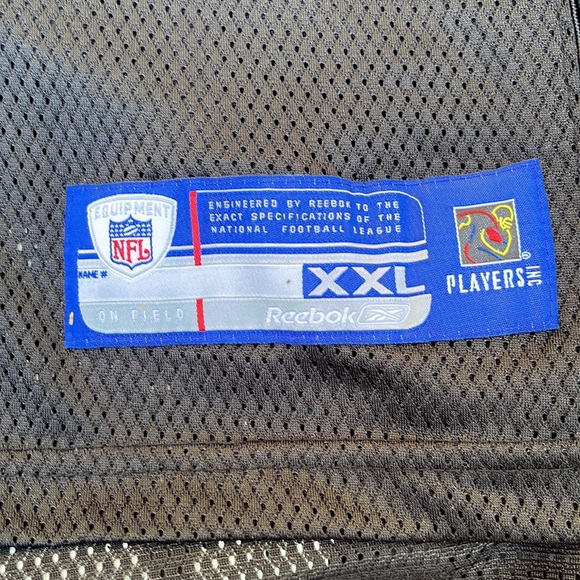 EQUIPMENT
NFL
ENGINEERED BY REEBOK TO THE
EXACT SPECIFICATIONS OF THE
NATIONAL FOOTBALL LEAGUE
NAME #
XXL
ON FIELD
Reebok
PLAYERS INC
®